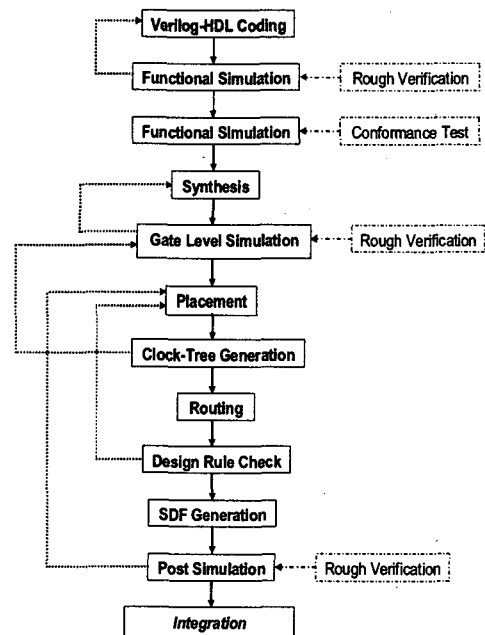 Verilog-HDL Coding
Functional Simulation
Rough Verification
Functional Simulation
Conformance Test
Synthesis
Gate Level Simulation
Rough Verification
Placement
Clock-Tree Generation
Routing
Design Rule Check
SDF Generation
Post Simulation
Rough Verification
Integration